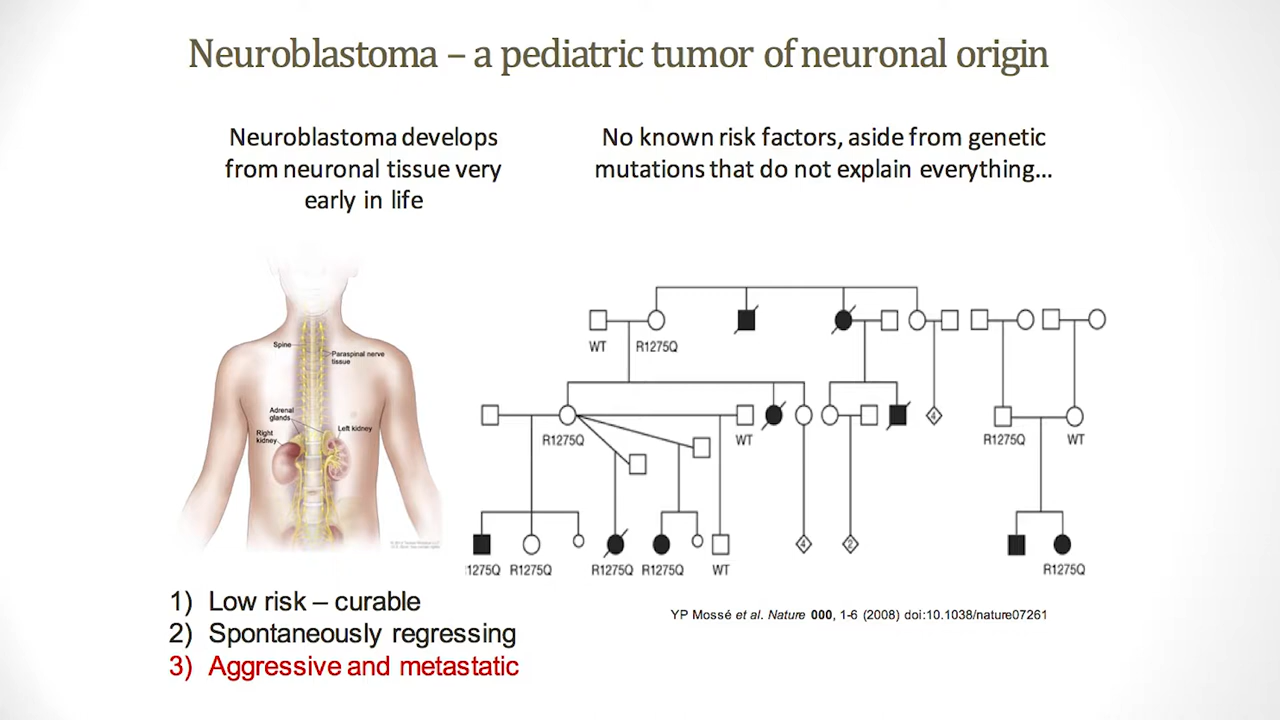 Neuroblastoma – a pediatric tumor of neuronal origin
Neuroblastoma develops
from neuronal tissue very
early in life
No known risk factors, aside from genetic
mutations that do not explain everything…
Spine
Paraspinal nerve
tissue
Adrenal
glands
Right
kidney
Left kidney
WT
R1275Q
4
R1275Q
WT
R1275Q
WT
4
2
1275Q
R1275Q
R1275Q
R1275Q
WT
R1275Q
1) Low risk – curable
2) Spontaneously regressing
3) Aggressive and metastatic
YP Mossé et al. Nature 000, 1-6 (2008) doi:10.1038/nature07261